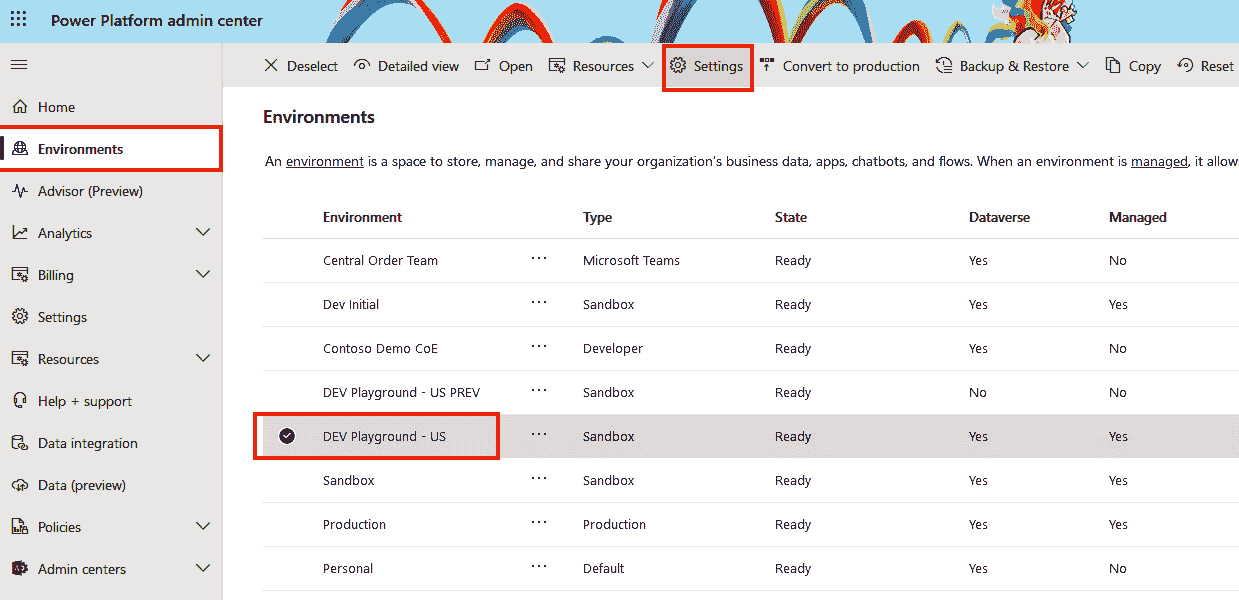 Power Platform admin center
Deselect Detailed view Open Resources Settings Convert to production Backup & Restore Copy Reset
Home
Environments
Advisor (Preview)
Analytics
Billing
Settings
Resources
Help + support
Data integration
Data (preview)
Policies
Admin centers
Environments
An environment is a space to store, manage, and share your organization's business data, apps, chatbots, and flows. When an environment is managed, it allow
Environment Type State Dataverse Managed
Central Order Team ... Microsoft Teams Ready Yes No
Dev Initial ... Sandbox Ready Yes Yes
Contoso Demo CoE ... Developer Ready Yes No
DEV Playground - US PREV ... Sandbox Ready No No
DEV Playground - US ... Sandbox Ready Yes Yes
Sandbox ... Sandbox Ready Yes Yes
Production ... Production Ready Yes Yes
Personal ... Default Ready Yes No